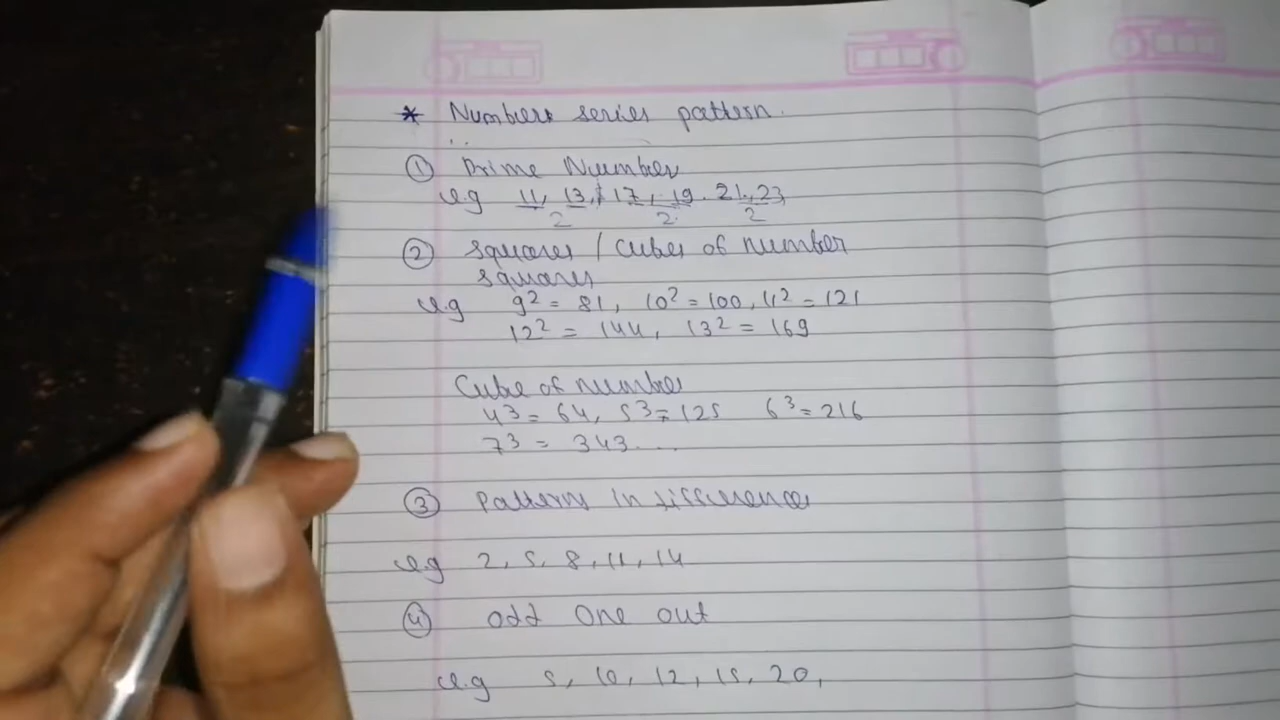 * Numbers series pattern.
① Prime Number
e.g 11, 13, 17, 19. 21, 23
2 2 2
② squares / cubes of number
squares
e.g 9² = 81, 10² = 100, 11² = 121
12² = 144, 13² = 169
Cube of number
4³ = 64, 5³ = 125 6³ = 216
7³ = 343....
③ Patterns In difference
e.g 2, 5, 8, 11, 14
④ odd One out
e.g 5, 10, 12, 15, 20,